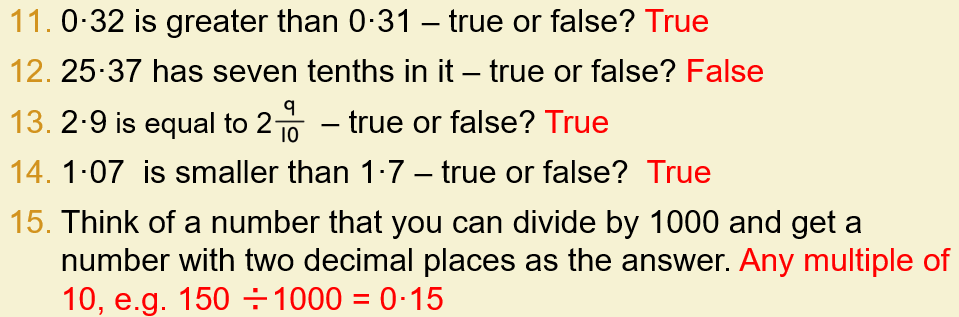 11. 0·32 is greater than 0·31 – true or false? True
12. 25·37 has seven tenths in it – true or false? False
13. 2·9 is equal to 2 9/10 – true or false? True
14. 1·07 is smaller than 1·7 – true or false? True
15. Think of a number that you can divide by 1000 and get a
number with two decimal places as the answer. Any multiple of
10, e.g. 150 ÷1000 = 0·15